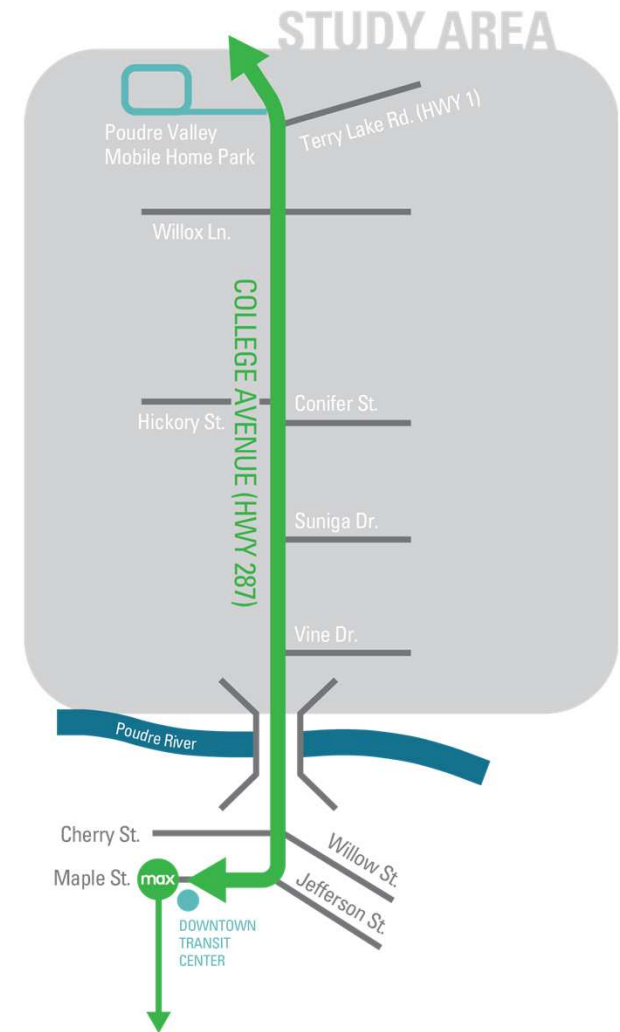 STUDY AREA
Poudre Valley
Mobile Home Park
Terry Lake Rd. (HWY 1)
Willox Ln.
COLLEGE AVENUE (HWY 287)
Hickory St.
Conifer St.
Suniga Dr.
Vine Dr.
Poudre River
Cherry St.
Willow St.
Maple St.
max
Jefferson St.
DOWNTOWN
TRANSIT
CENTER